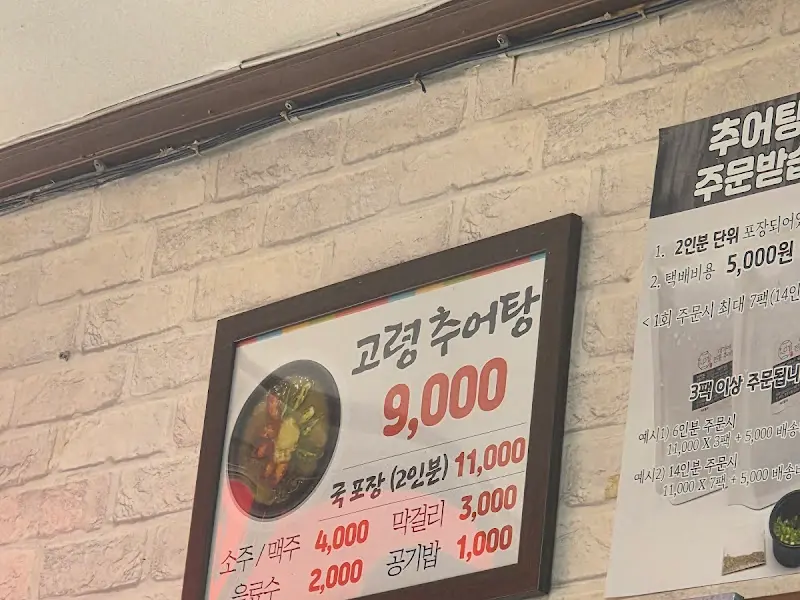 고령 추어탕
9,000
국 포장 (2인분) 11,000
소주 / 맥주 4,000 막걸리 3,000
음료수 2,000 공기밥 1,000
추어탕
주문받습
1. 2인분 단위 포장되어있
2. 택배비용 5,000원
< 1회 주문시 최대 7팩(14인
3팩 이상 주문됩니
예시1) 6인분 주문시
11,000 X 3팩 + 5,000 배송
예시2) 14인분 주문시
11,000 X 7팩 + 5,000 배송